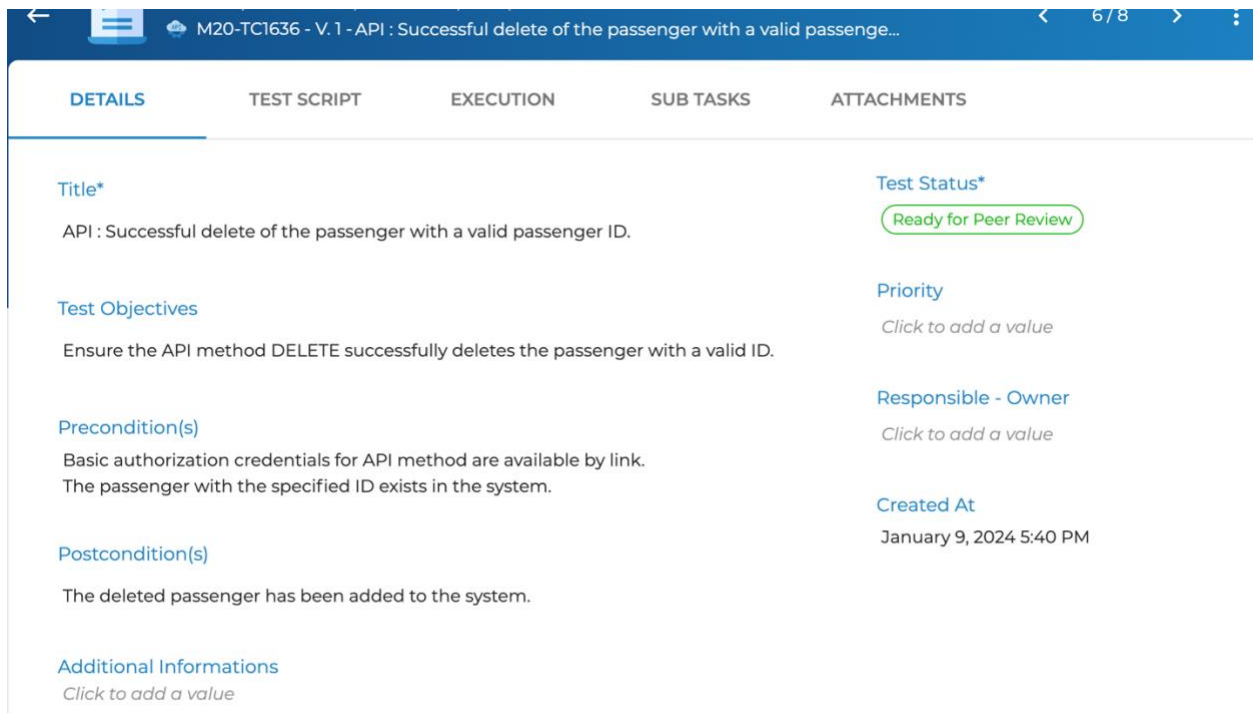 M20-TC1636 - V. 1 - API : Successful delete of the passenger with a valid passenge...
6 / 8
DETAILS
TEST SCRIPT
EXECUTION
SUB TASKS
ATTACHMENTS
Title*
API : Successful delete of the passenger with a valid passenger ID.
Test Status*
Ready for Peer Review
Test Objectives
Ensure the API method DELETE successfully deletes the passenger with a valid ID.
Priority
Click to add a value
Responsible - Owner
Click to add a value
Precondition(s)
Basic authorization credentials for API method are available by link.
The passenger with the specified ID exists in the system.
Created At
January 9, 2024 5:40 PM
Postcondition(s)
The deleted passenger has been added to the system.
Additional Informations
Click to add a value